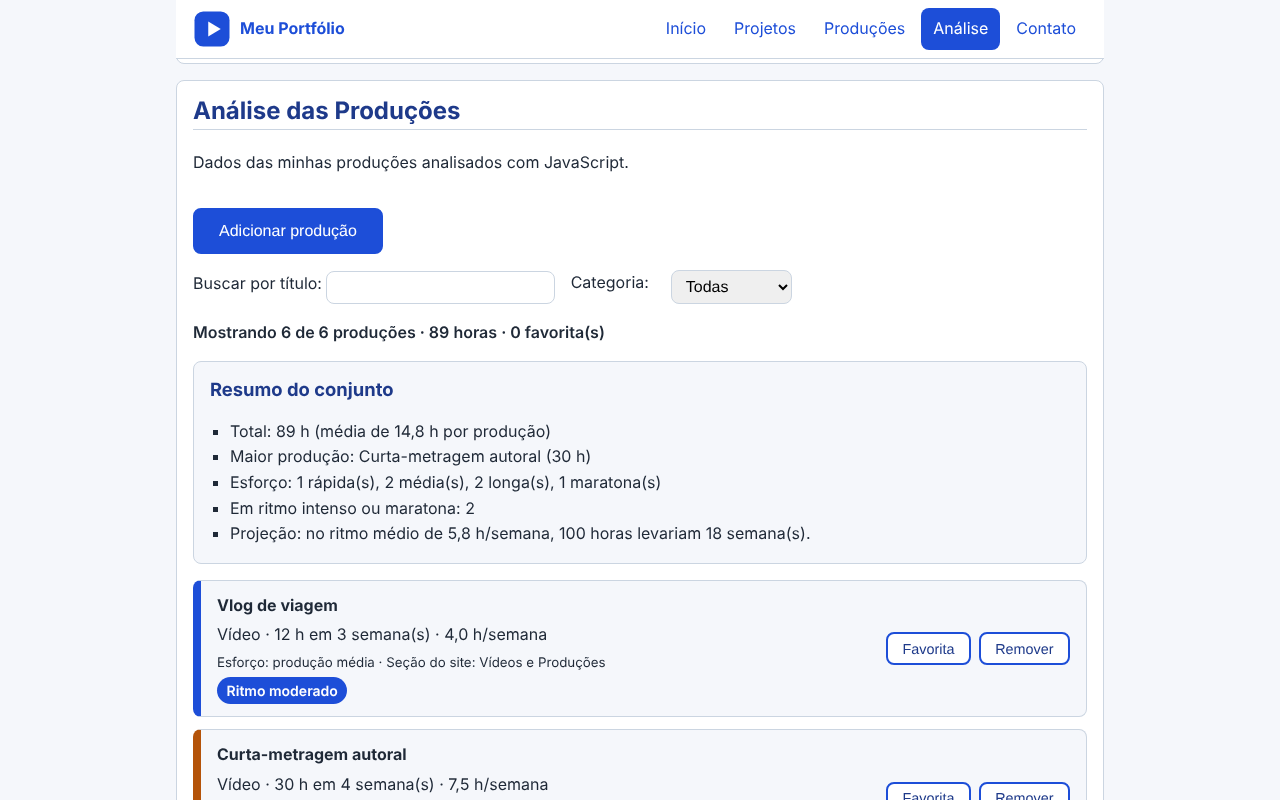 Meu Portfólio
Início
Projetos
Produções
Análise
Contato
Análise das Produções
Dados das minhas produções analisados com JavaScript.
Adicionar produção
Buscar por título:
Categoria:
Todas
Mostrando 6 de 6 produções · 89 horas · 0 favorita(s)
Resumo do conjunto
Total: 89 h (média de 14,8 h por produção)
Maior produção: Curta-metragem autoral (30 h)
Esforço: 1 rápida(s), 2 média(s), 2 longa(s), 1 maratona(s)
Em ritmo intenso ou maratona: 2
Projeção: no ritmo médio de 5,8 h/semana, 100 horas levariam 18 semana(s).
Vlog de viagem
Vídeo · 12 h em 3 semana(s) · 4,0 h/semana
Esforço: produção média · Seção do site: Vídeos e Produções
Ritmo moderado
Favorita
Remover
Curta-metragem autoral
Vídeo · 30 h em 4 semana(s) · 7,5 h/semana
Favorita
Remover